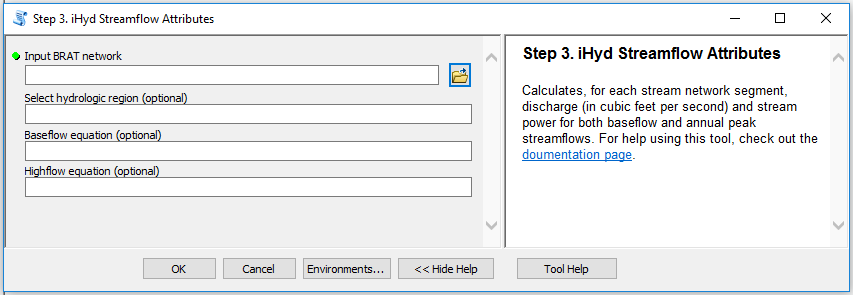 Step 3. iHyd Streamflow Attributes
Input BRAT network
Select hydrologic region (optional)
Baseflow equation (optional)
Highflow equation (optional)
Step 3. iHyd Streamflow Attributes
Calculates, for each stream network segment,
discharge (in cubic feet per second) and stream
power for both baseflow and annual peak
streamflows. For help using this tool, check out the
doumentation page.
OK
Cancel
Environments...
<< Hide Help
Tool Help